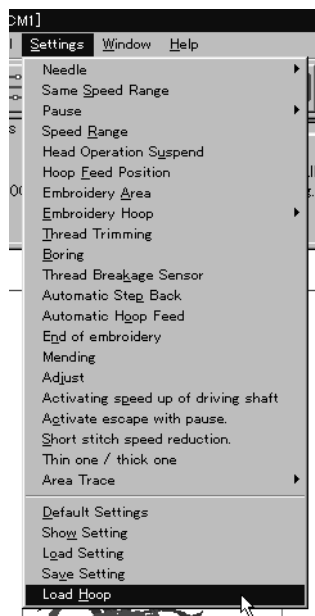 CM1]
Settings Window Help
Needle
Same Speed Range
Pause
Speed Range
Head Operation Suspend
Hoop Feed Position
Embroidery Area
Embroidery Hoop
Thread Trimming
Boring
Thread Breakage Sensor
Automatic Step Back
Automatic Hoop Feed
End of embroidery
Mending
Adjust
Activating speed up of driving shaft
Activate escape with pause.
Short stitch speed reduction.
Thin one / thick one
Area Trace
Default Settings
Show Setting
Load Setting
Save Setting
Load Hoop